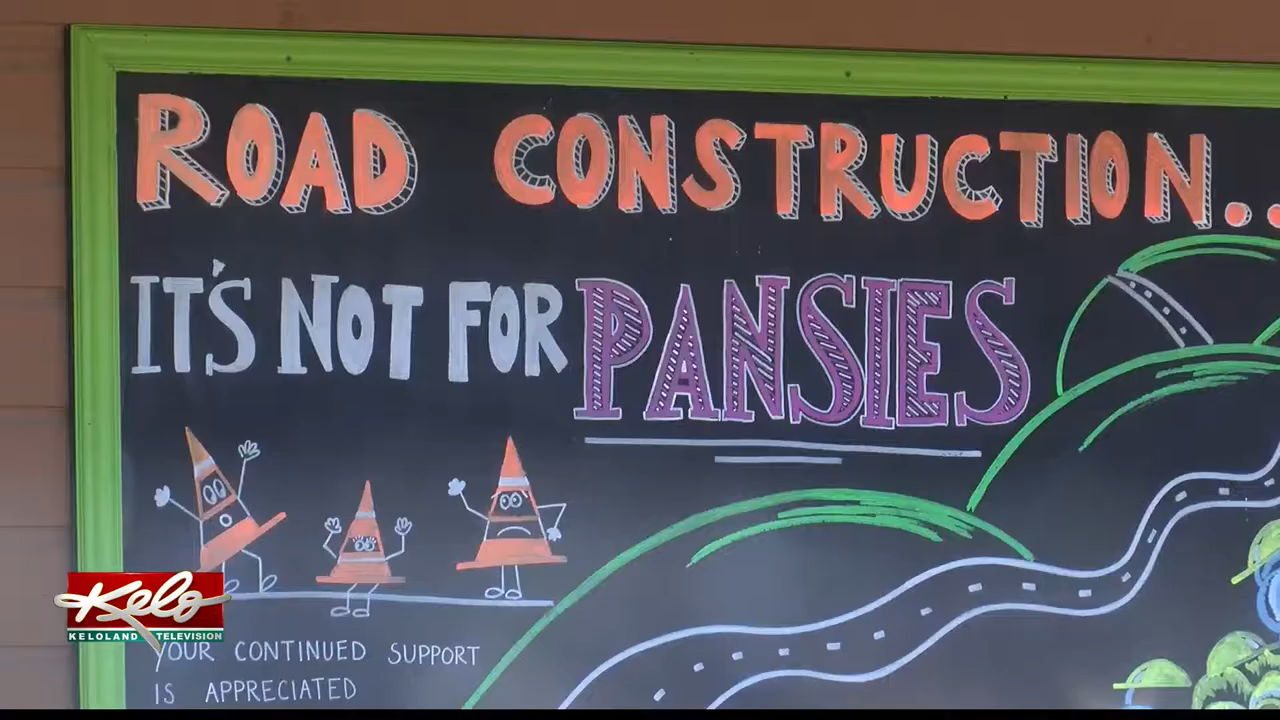 ROAD CONSTRUCTION...
IT'S NOT FOR PANSIES
YOUR CONTINUED SUPPORT
IS APPRECIATED
Kelo
KELOLAND TELEVISION